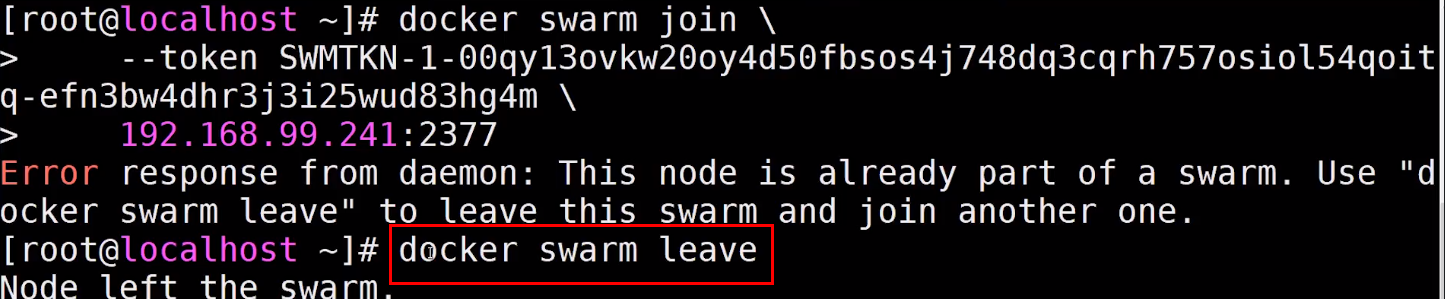 [root@localhost ~]# docker swarm join \
>     --token SWMTKN-1-00qy13ovkw20oy4d50fbsos4j748dq3cqrh757osiol54qoit
q-efn3bw4dhr3j3i25wud83hg4m \
>     192.168.99.241:2377
Error response from daemon: This node is already part of a swarm. Use "d
ocker swarm leave" to leave this swarm and join another one.
[root@localhost ~]# docker swarm leave
Node left the swarm.